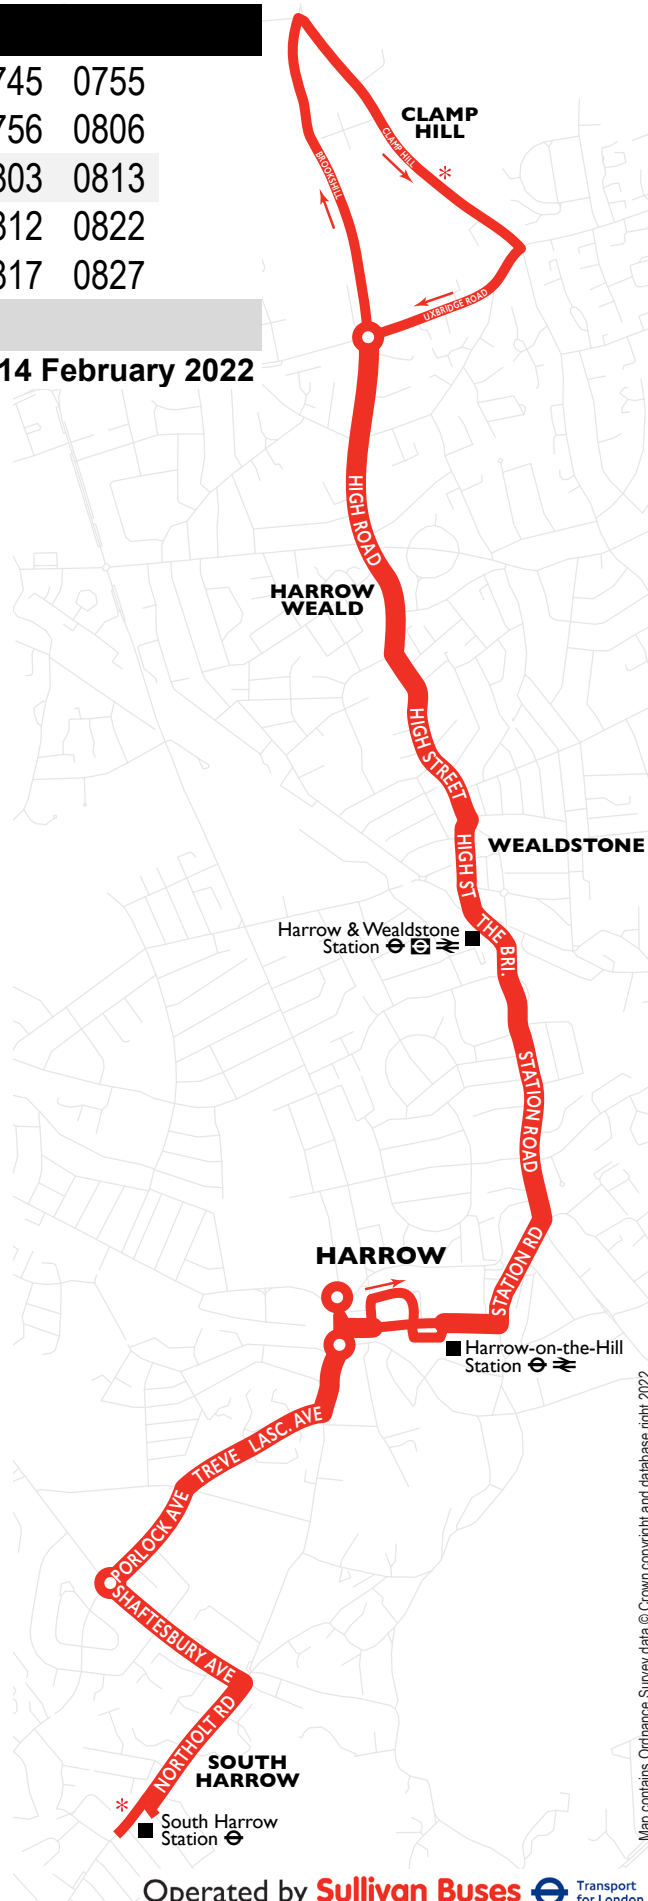 745 0755
756 0806
803 0813
812 0822
817 0827
14 February 2022
CLAMP
HILL
CLAMP HILL
*
BROOKSHILL
UXBRIDGE ROAD
HIGH ROAD
HARROW
WEALD
HIGH STREET
WEALDSTONE
HIGH ST
THE BRI.
Harrow & Wealdstone
Station
STATION ROAD
HARROW
STATION RD
Harrow-on-the-Hill
Station
LASC. AVE
TREVE
PORLOCK AVE
SHAFTESBURY AVE
NORTHOLT RD
SOUTH
HARROW
*
South Harrow
Station
Map contains Ordnance Survey data © Crown copyright and database right 2022
Operated by Sullivan Buses
Transport
for London